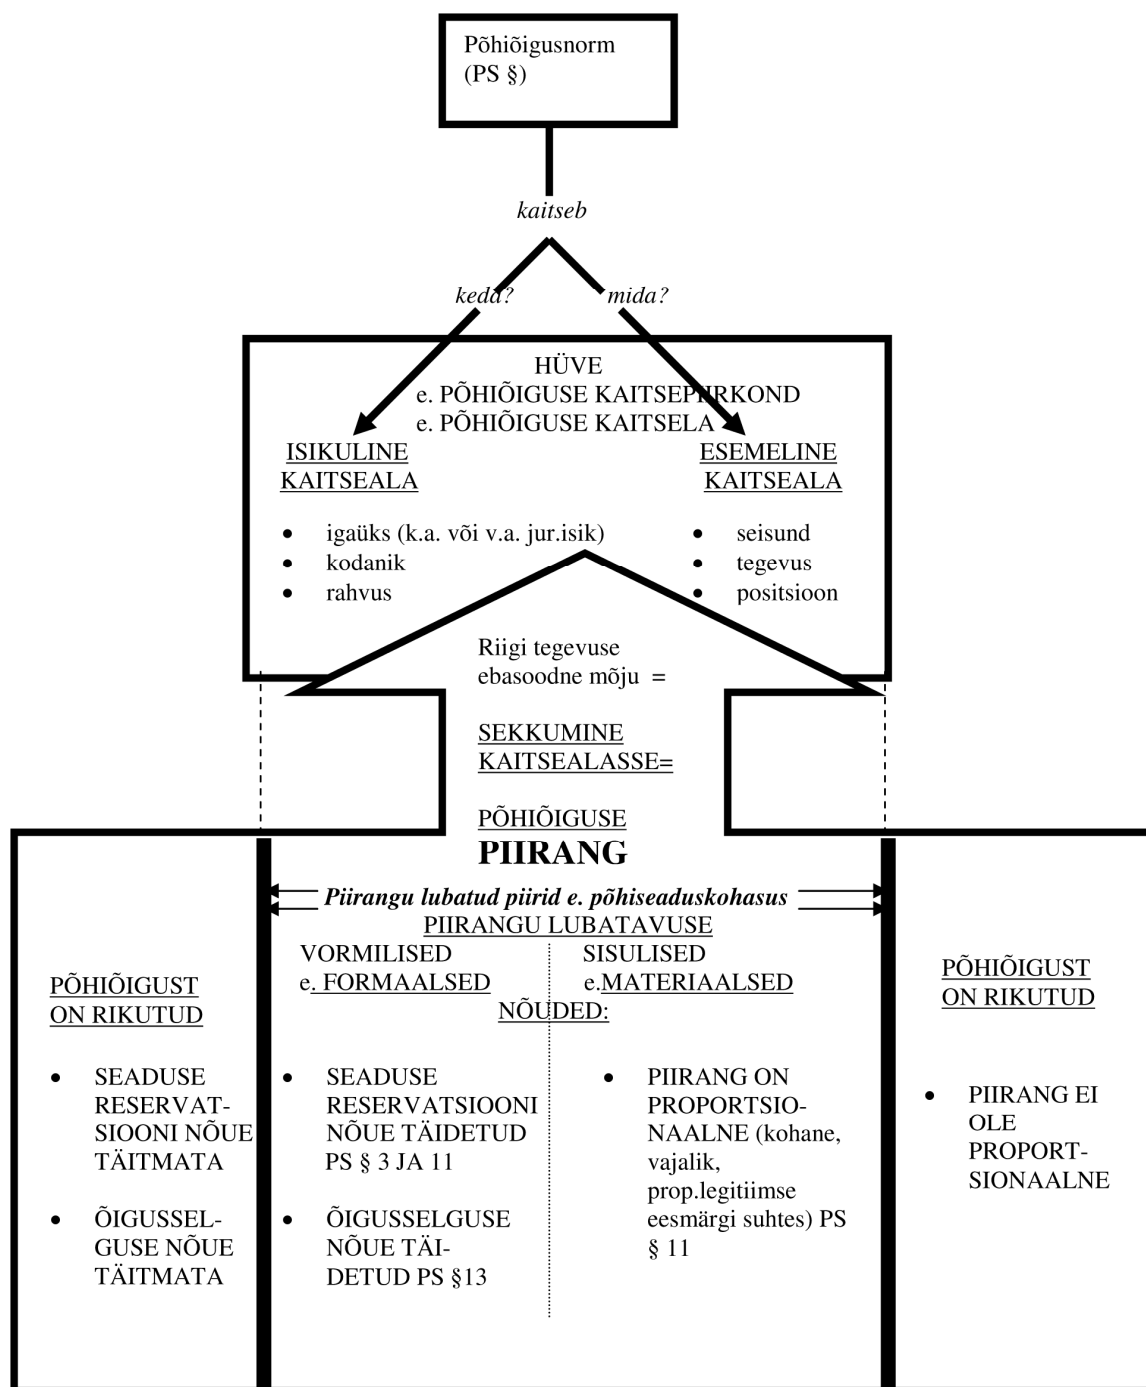 Põhiõigusnorm
(PS §)
kaitseb
keda?
mida?
HÜVE
e. PÕHIÕIGUSE KAITSEPIIRKOND
e. PÕHIÕIGUSE KAITSELA
ISIKULINE
KAITSEALA
• igaüks (k.a. või v.a. jur.isik)
• kodanik
• rahvus
ESEMELINE
KAITSEALA
• seisund
• tegevus
• positsioon
Riigi tegevuse
ebasoodne mõju =
SEKKUMINE
KAITSEALASSE=
PÕHIÕIGUSE
PIIRANG
Piirangu lubatud piirid e. põhiseaduskohasus
PIIRANGU LUBATAVUSE
VORMILISED
e. FORMAALSED
SISULISED
e.MATERIAALSED
NÕUDED:
PÕHIÕIGUST
ON RIKUTUD
• SEADUSE
RESERVAT-
SIOONI NÕUE
TÄITMATA
• ÕIGUSSEL-
GUSE NÕUE
TÄITMATA
• SEADUSE
RESERVATSIOONI
NÕUE TÄIDETUD
PS § 3 JA 11
• ÕIGUSSELGUSE
NÕUE TÄI-
DETUD PS §13
• PIIRANG ON
PROPORTSIO-
NAALNE (kohane,
vajalik,
prop.legitiimse
eesmärgi suhtes) PS
§ 11
PÕHIÕIGUST
ON RIKUTUD
• PIIRANG EI
OLE
PROPORT-
SIONAALNE